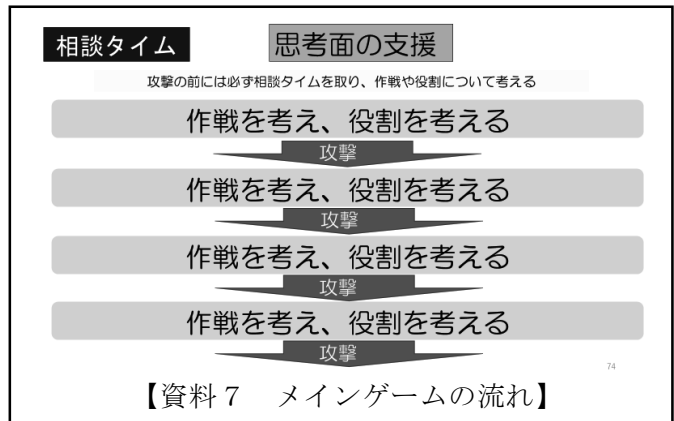 相談タイム
思考面の支援
攻撃の前には必ず相談タイムを取り、作戦や役割について考える
作戦を考え、役割を考える
攻撃
作戦を考え、役割を考える
攻撃
作戦を考え、役割を考える
攻撃
作戦を考え、役割を考える
攻撃
74
【資料７　メインゲームの流れ】